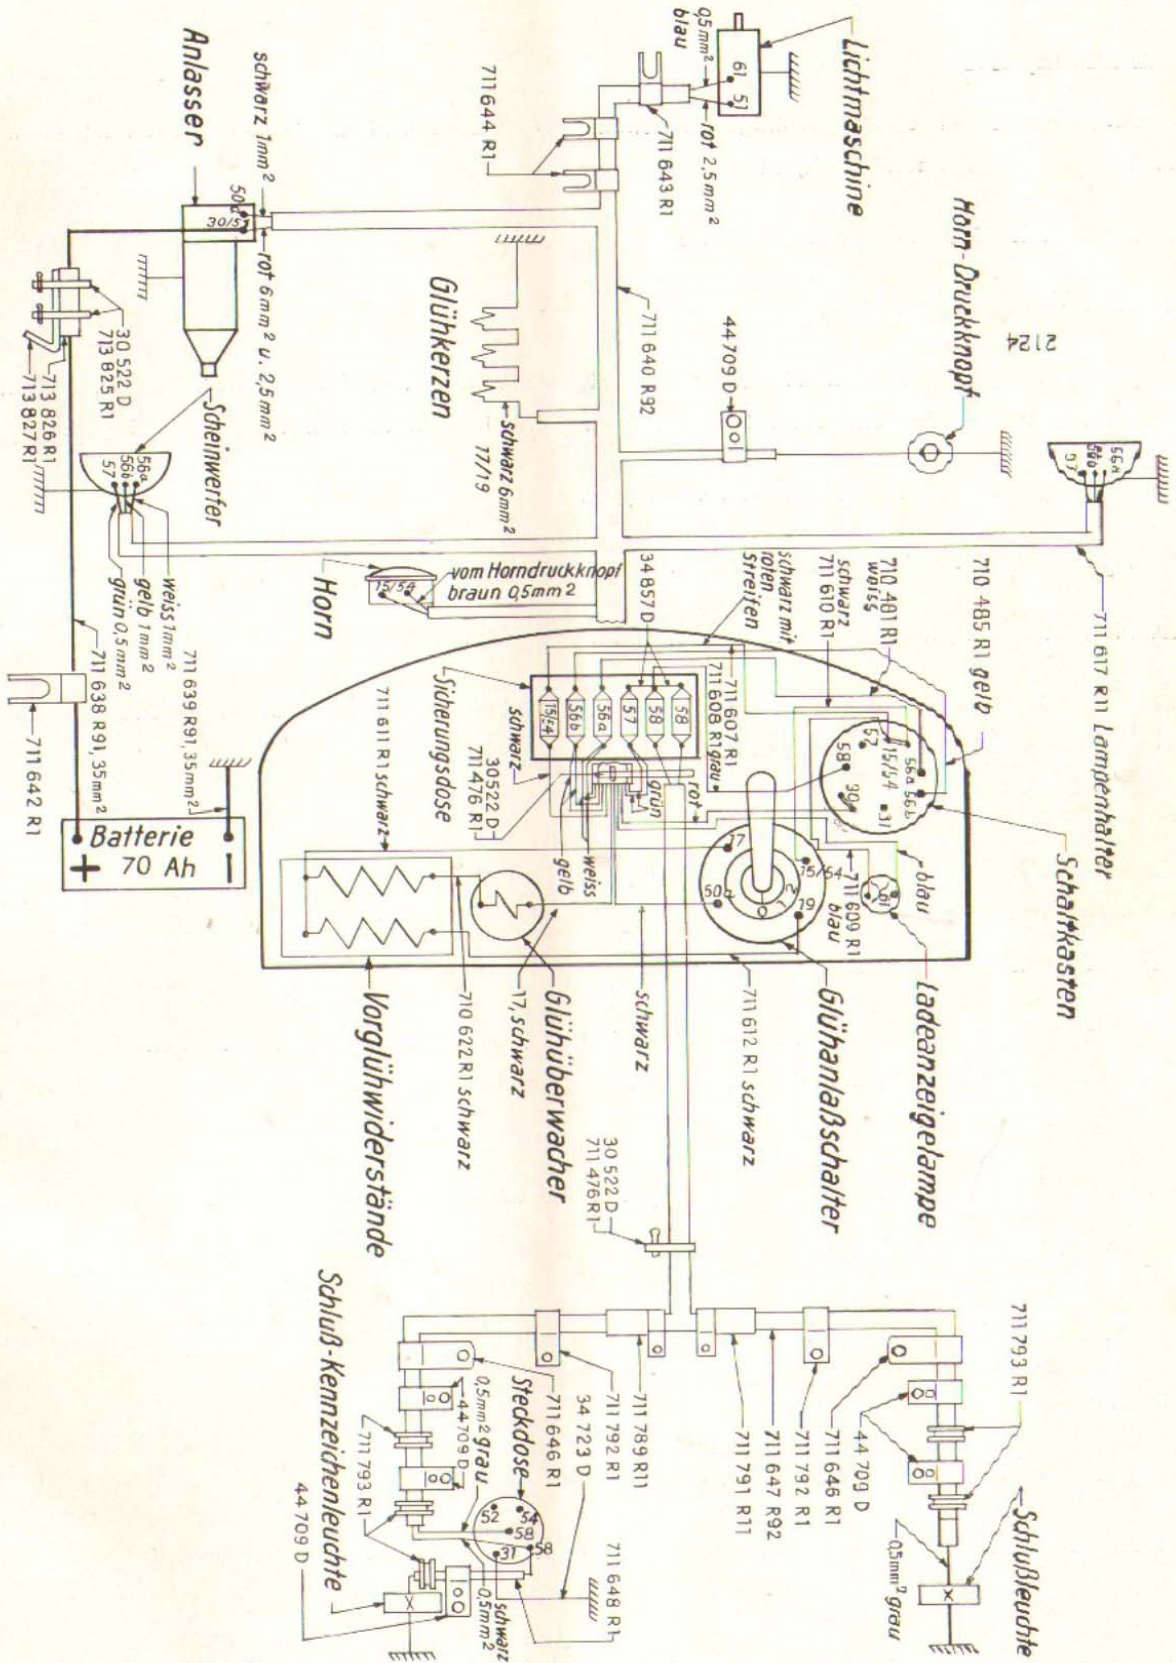 Lichtmaschine
61
51
0,5mm²
blau
rot 2,5mm²
711 643 R1
711 644 R1
Anlasser
schwarz 1mm²
50a
30/51
rot 6mm² u. 2,5mm²
30 522 D
713 825 R1
713 826 R1
713 827 R1
Glühkerzen
schwarz 6mm²
17/19
711 640 R92
44 709 D
Horn-Druckknopf
2124
Scheinwerfer
56a
56b
57
weiss 1mm²
gelb 1mm²
grün 0,5mm²
56a
56b
57
711 617 R11 Lampenhalter
Horn
15/54
vom Horndruckknopf
braun 0,5mm²
711 638 R91, 35mm²
711 639 R91, 35mm²
711 642 R1
Batterie
+ 70 Ah −
34 857 D
schwarz mit
roten
Streifen
schwarz
711 610 R1
710 481 R1
weiss
710 485 R1 gelb
Sicherungsdose
15/54
56b
56a
57
58
58
711 607 R1
711 608 R1 grau
schwarz
30522 D
711 476 R1
gelb
weiss
grün
rot
711 611 R1 schwarz
56a
56b
15/54
57
58
30
31
Schaltkasten
61
blau
Ladeanzeigelampe
711 609 R1
blau
17
15/54
19
50a
0
1
2
Glühanlaßschalter
711 612 R1 schwarz
schwarz
Glühüberwacher
17, schwarz
710 622 R1 schwarz
Vorglühwiderstände
30 522 D
711 476 R1
711 793 R1
Schlußleuchte
0,5mm² grau
44 709 D
711 646 R1
711 792 R1
711 647 R92
711 791 R11
711 789 R11
711 792 R1
711 646 R1
34 723 D
711 648 R1
Steckdose
52
54
58
58
31
0,5mm² grau
44 709 D
711 793 R1
schwarz
0,5mm²
Schluß-Kennzeichenleuchte
44 709 D